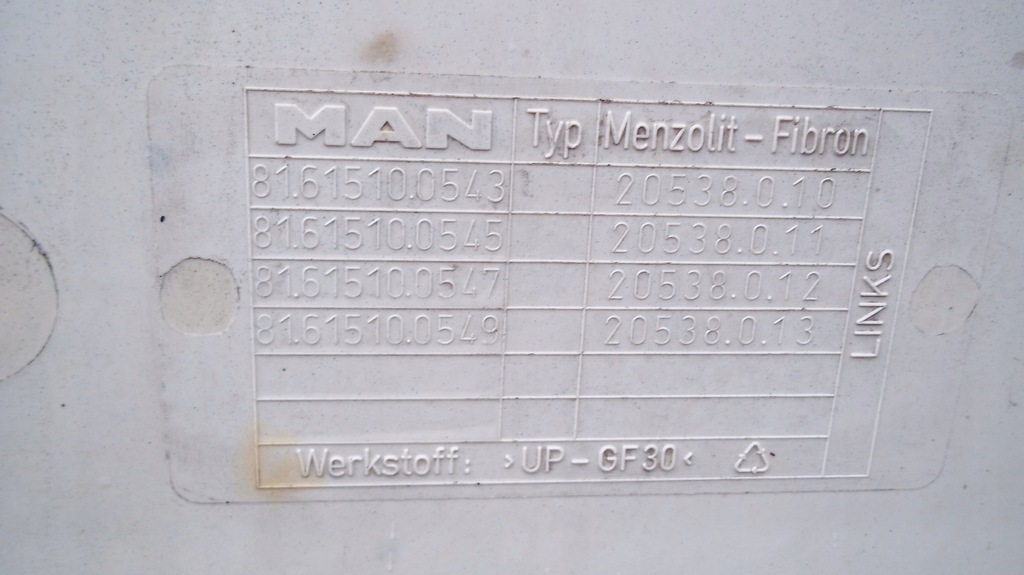 MAN Typ Menzolit - Fibron
81.61510.0543 20538.0.10
81.61510.0545 20538.0.11
81.61510.0547 20538.0.12
81.61510.0549 20538.0.13
LINKS
Werkstoff: >UP-GF30<